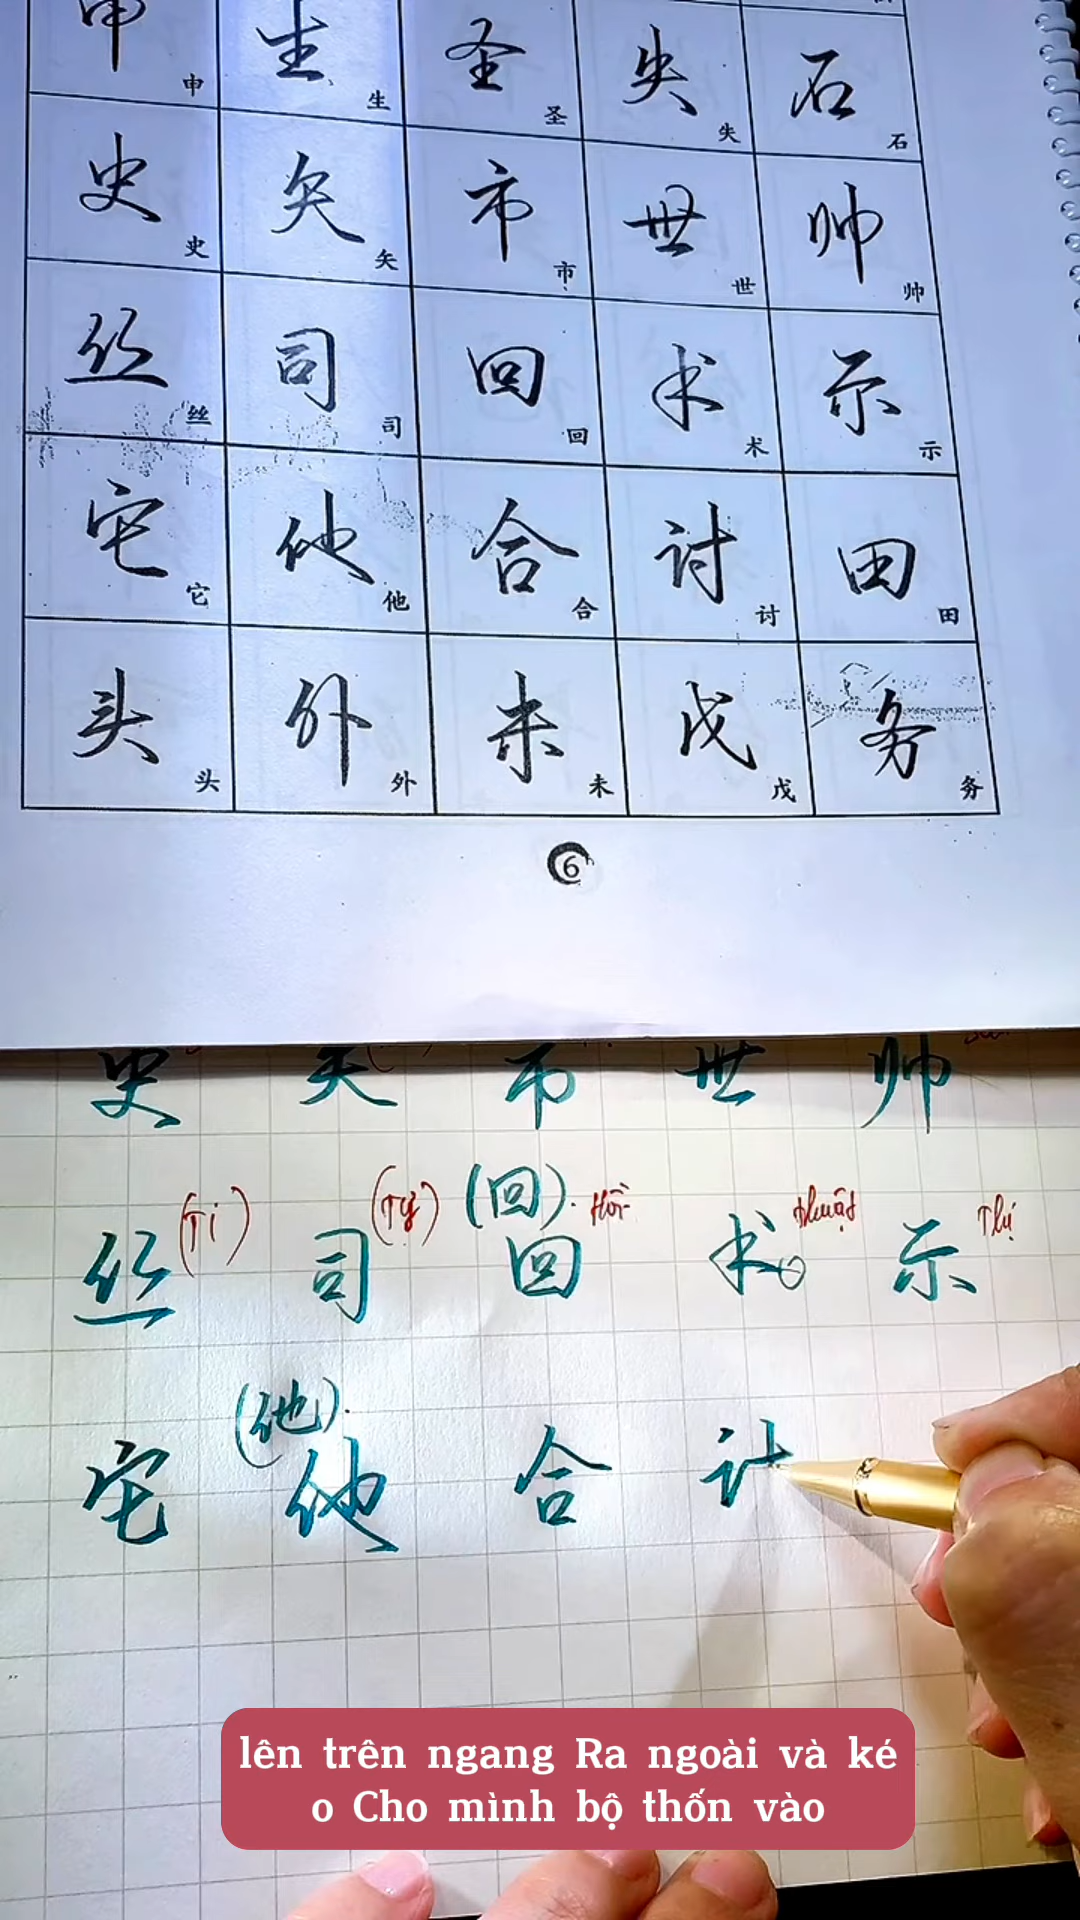 申 申 生 生 圣 圣 失 失 石 石
史 史 矢 矢 市 市 世 世 帅 帅
丝 丝 司 司 回 回 术 术 示 示
它 它 他 他 合 合 讨 讨 田 田
头 头 外 外 未 未 戊 戊 务 务
6
史 矢 市 世 帅
(Ti) (Tư) (回). Hồi thuật Thị
丝 司 回 术 示
(他).
它 他 合
lên trên ngang Ra ngoài và ké
o Cho mình bộ thốn vào